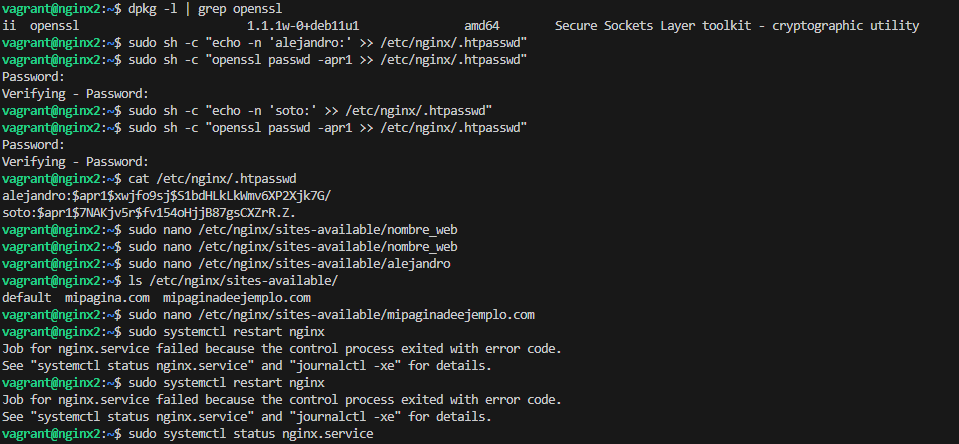 vagrant@nginx2:~$ dpkg -l | grep openssl
ii  openssl                        1.1.1w-0+deb11u1               amd64        Secure Sockets Layer toolkit - cryptographic utility
vagrant@nginx2:~$ sudo sh -c "echo -n 'alejandro:' >> /etc/nginx/.htpasswd"
vagrant@nginx2:~$ sudo sh -c "openssl passwd -apr1 >> /etc/nginx/.htpasswd"
Password:
Verifying - Password:
vagrant@nginx2:~$ sudo sh -c "echo -n 'soto:' >> /etc/nginx/.htpasswd"
vagrant@nginx2:~$ sudo sh -c "openssl passwd -apr1 >> /etc/nginx/.htpasswd"
Password:
Verifying - Password:
vagrant@nginx2:~$ cat /etc/nginx/.htpasswd
alejandro:$apr1$xwjfo9sj$S1bdHLkLkWmv6XP2Xjk7G/
soto:$apr1$7NAKjv5r$fv154oHjjB87gsCXZrR.Z.
vagrant@nginx2:~$ sudo nano /etc/nginx/sites-available/nombre_web
vagrant@nginx2:~$ sudo nano /etc/nginx/sites-available/nombre_web
vagrant@nginx2:~$ sudo nano /etc/nginx/sites-available/alejandro
vagrant@nginx2:~$ ls /etc/nginx/sites-available/
default  mipagina.com  mipaginadeejemplo.com
vagrant@nginx2:~$ sudo nano /etc/nginx/sites-available/mipaginadeejemplo.com
vagrant@nginx2:~$ sudo systemctl restart nginx
Job for nginx.service failed because the control process exited with error code.
See "systemctl status nginx.service" and "journalctl -xe" for details.
vagrant@nginx2:~$ sudo systemctl restart nginx
Job for nginx.service failed because the control process exited with error code.
See "systemctl status nginx.service" and "journalctl -xe" for details.
vagrant@nginx2:~$ sudo systemctl status nginx.service